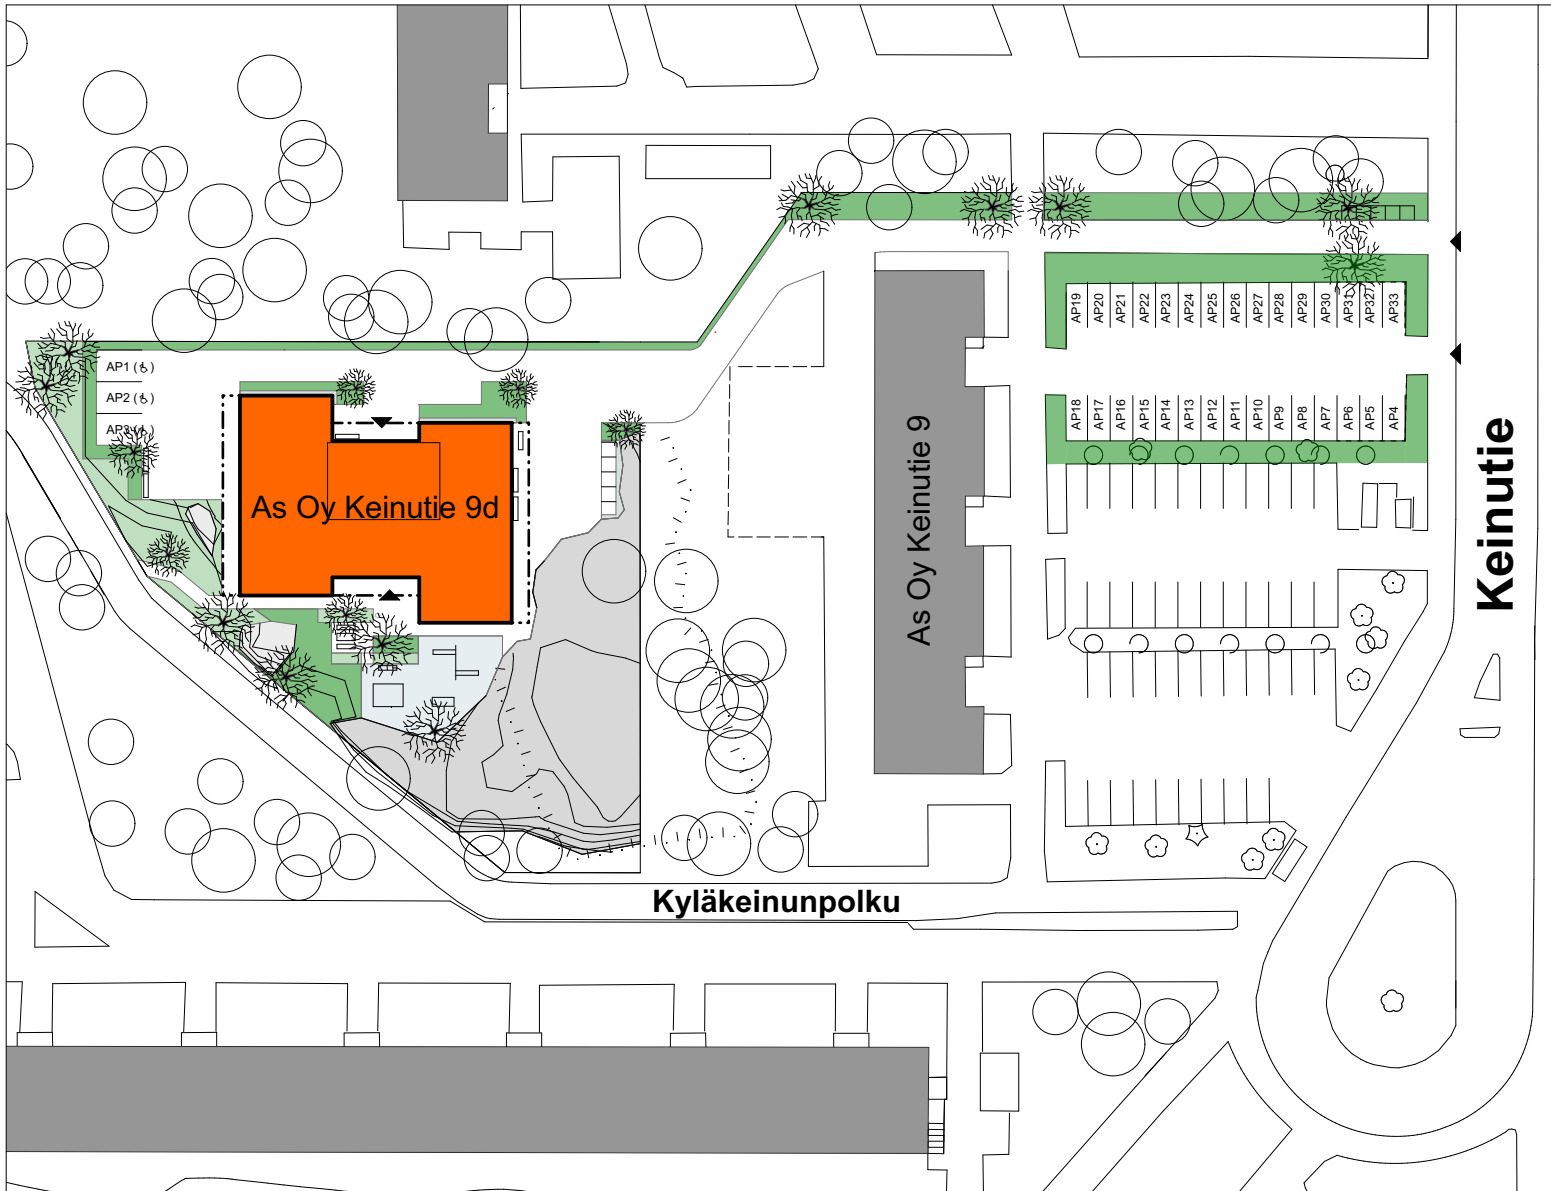 AP19 AP20 AP21 AP22 AP23 AP24 AP25 AP26 AP27 AP28 AP29 AP30 AP31 AP32 AP33
AP1 (♿)
AP2 (♿)
AP3 (♿)
AP18 AP17 AP16 AP15 AP14 AP13 AP12 AP11 AP10 AP9 AP8 AP7 AP6 AP5 AP4
As Oy Keinutie 9d
As Oy Keinutie 9
Keinutie
Kyläkeinunpolku